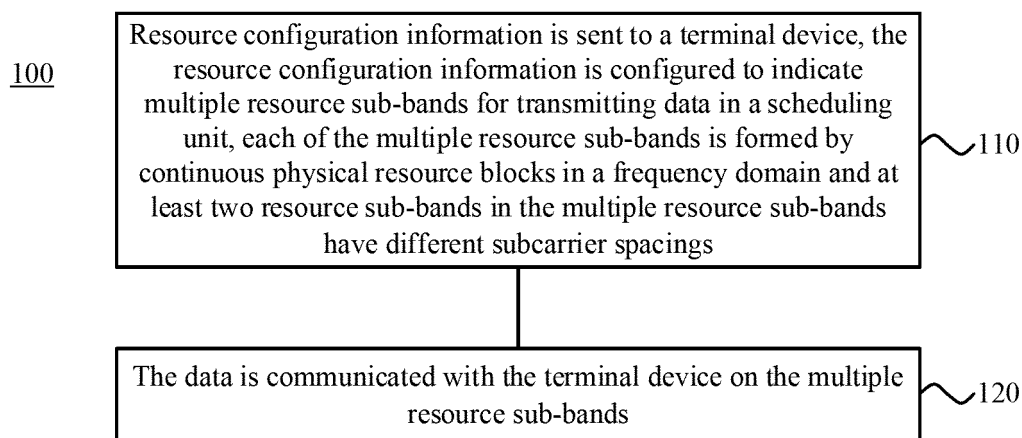 100
Resource configuration information is sent to a terminal device, the
resource configuration information is configured to indicate
multiple resource sub-bands for transmitting data in a scheduling
unit, each of the multiple resource sub-bands is formed by
continuous physical resource blocks in a frequency domain and at
least two resource sub-bands in the multiple resource sub-bands
have different subcarrier spacings
110
The data is communicated with the terminal device on the multiple
resource sub-bands
120